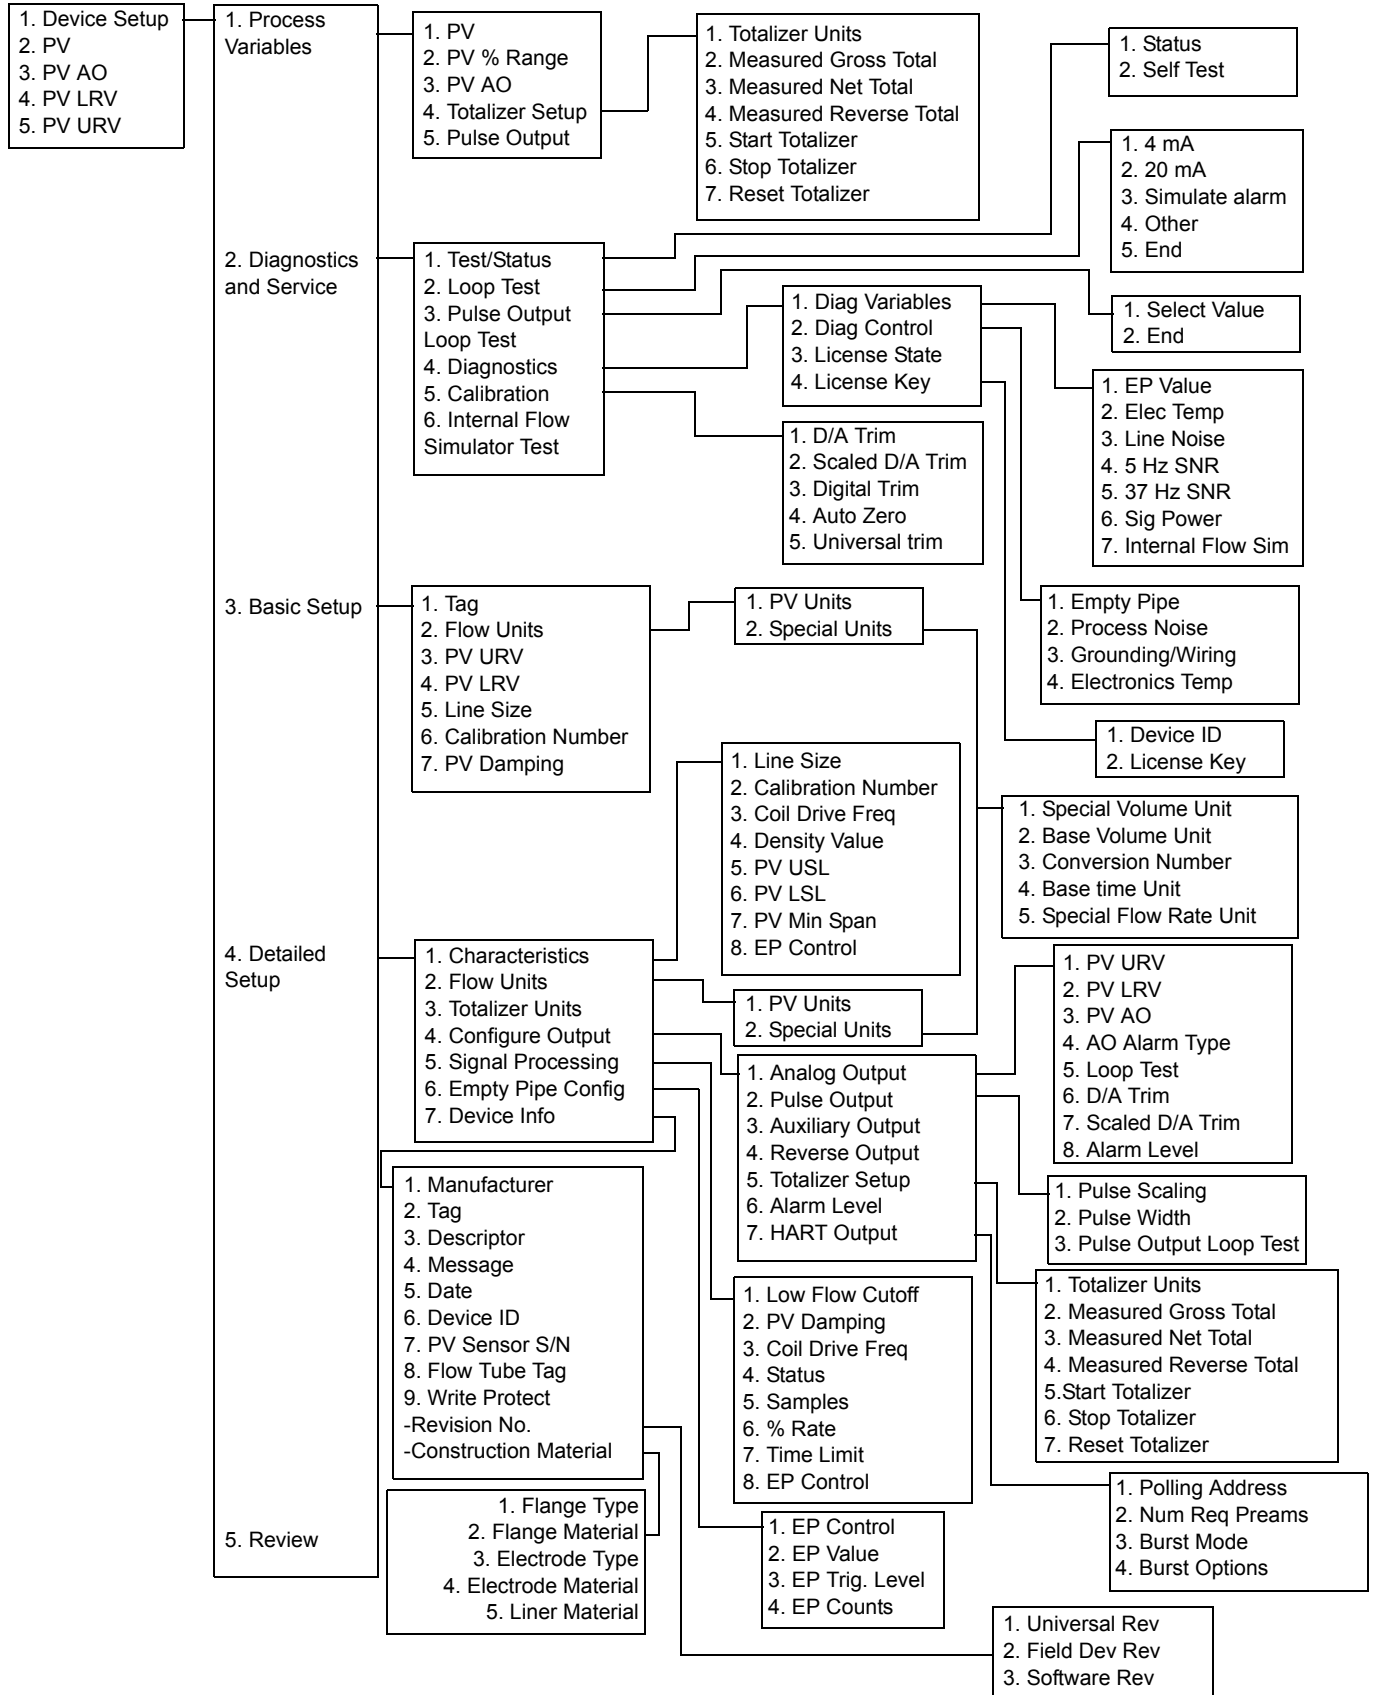 1. Device Setup
2. PV
3. PV AO
4. PV LRV
5. PV URV
1. Process
Variables
2. Diagnostics
and Service
3. Basic Setup
4. Detailed
Setup
5. Review
1. PV
2. PV % Range
3. PV AO
4. Totalizer Setup
5. Pulse Output
1. Totalizer Units
2. Measured Gross Total
3. Measured Net Total
4. Measured Reverse Total
5. Start Totalizer
6. Stop Totalizer
7. Reset Totalizer
1. Status
2. Self Test
1. 4 mA
2. 20 mA
3. Simulate alarm
4. Other
5. End
1. Test/Status
2. Loop Test
3. Pulse Output
Loop Test
4. Diagnostics
5. Calibration
6. Internal Flow
Simulator Test
1. Diag Variables
2. Diag Control
3. License State
4. License Key
1. Select Value
2. End
1. EP Value
2. Elec Temp
3. Line Noise
4. 5 Hz SNR
5. 37 Hz SNR
6. Sig Power
7. Internal Flow Sim
1. D/A Trim
2. Scaled D/A Trim
3. Digital Trim
4. Auto Zero
5. Universal trim
1. Tag
2. Flow Units
3. PV URV
4. PV LRV
5. Line Size
6. Calibration Number
7. PV Damping
1. PV Units
2. Special Units
1. Empty Pipe
2. Process Noise
3. Grounding/Wiring
4. Electronics Temp
1. Device ID
2. License Key
1. Line Size
2. Calibration Number
3. Coil Drive Freq
4. Density Value
5. PV USL
6. PV LSL
7. PV Min Span
8. EP Control
1. Special Volume Unit
2. Base Volume Unit
3. Conversion Number
4. Base time Unit
5. Special Flow Rate Unit
1. Characteristics
2. Flow Units
3. Totalizer Units
4. Configure Output
5. Signal Processing
6. Empty Pipe Config
7. Device Info
1. PV Units
2. Special Units
1. PV URV
2. PV LRV
3. PV AO
4. AO Alarm Type
5. Loop Test
6. D/A Trim
7. Scaled D/A Trim
8. Alarm Level
1. Analog Output
2. Pulse Output
3. Auxiliary Output
4. Reverse Output
5. Totalizer Setup
6. Alarm Level
7. HART Output
1. Pulse Scaling
2. Pulse Width
3. Pulse Output Loop Test
1. Manufacturer
2. Tag
3. Descriptor
4. Message
5. Date
6. Device ID
7. PV Sensor S/N
8. Flow Tube Tag
9. Write Protect
-Revision No.
-Construction Material
1. Low Flow Cutoff
2. PV Damping
3. Coil Drive Freq
4. Status
5. Samples
6. % Rate
7. Time Limit
8. EP Control
1. Totalizer Units
2. Measured Gross Total
3. Measured Net Total
4. Measured Reverse Total
5.Start Totalizer
6. Stop Totalizer
7. Reset Totalizer
1. Polling Address
2. Num Req Preams
3. Burst Mode
4. Burst Options
1. Flange Type
2. Flange Material
3. Electrode Type
4. Electrode Material
5. Liner Material
1. EP Control
2. EP Value
3. EP Trig. Level
4. EP Counts
1. Universal Rev
2. Field Dev Rev
3. Software Rev